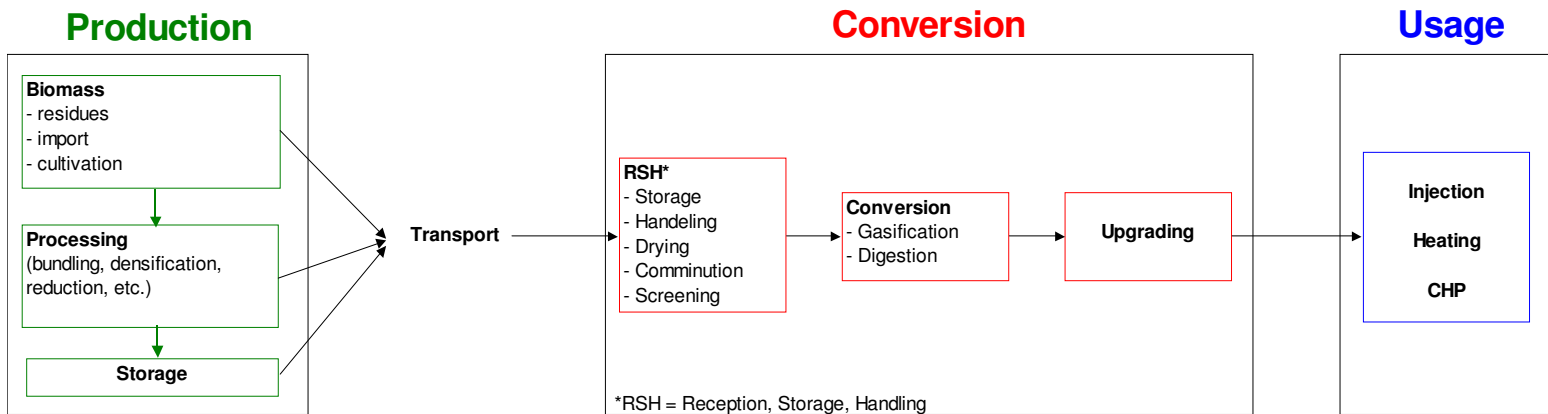 Production
Biomass
- residues
- import
- cultivation
Processing
(bundling, densification,
reduction, etc.)
Storage
Transport
Conversion
RSH*
- Storage
- Handeling
- Drying
- Comminution
- Screening
Conversion
- Gasification
- Digestion
Upgrading
*RSH = Reception, Storage, Handling
Usage
Injection
Heating
CHP